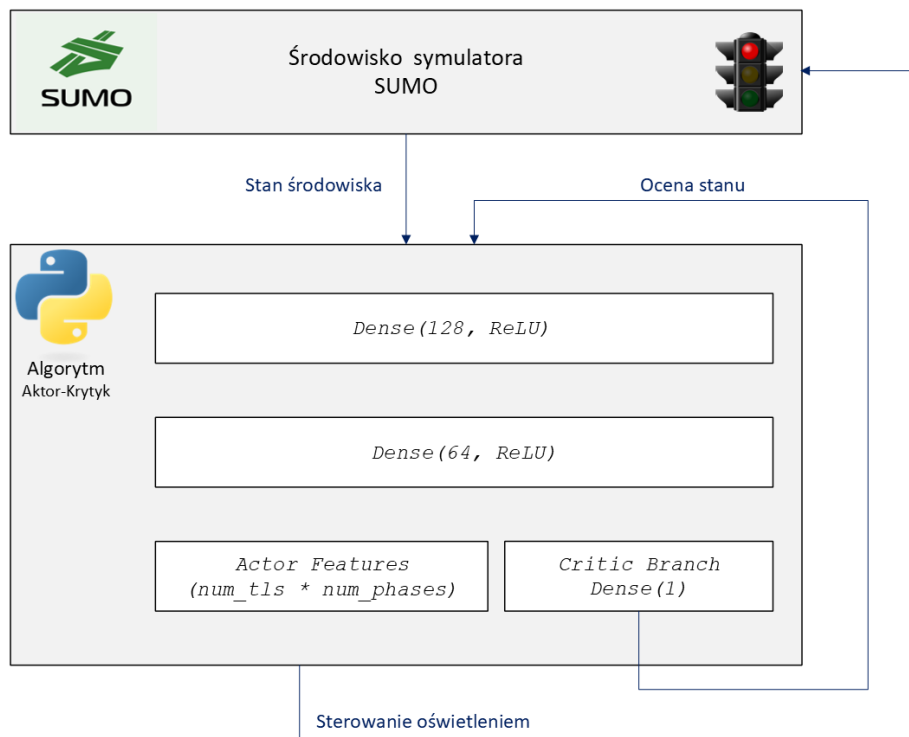 SUMO
Środowisko symulatora
SUMO
Stan środowiska
Ocena stanu
Algorytm
Aktor-Krytyk
Dense(128, ReLU)
Dense(64, ReLU)
Actor Features
(num_tls * num_phases)
Critic Branch
Dense(1)
Sterowanie oświetleniem